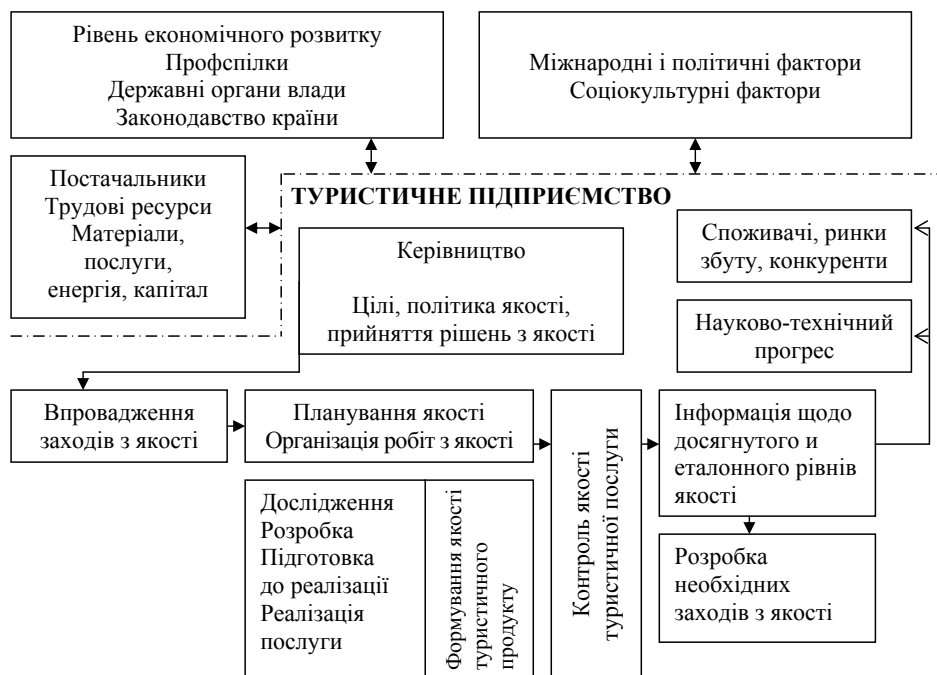 Рівень економічного розвитку
Профспілки
Державні органи влади
Законодавство країни
Міжнародні і політичні фактори
Соціокультурні фактори
Постачальники
Трудові ресурси
Матеріали,
послуги,
енергія, капітал
ТУРИСТИЧНЕ ПІДПРИЄМСТВО
Керівництво
Цілі, політика якості,
прийняття рішень з якості
Споживачі, ринки
збуту, конкуренти
Науково-технічний
прогрес
Впровадження
заходів з якості
Планування якості
Організація робіт з якості
Дослідження
Розробка
Підготовка
до реалізації
Реалізація
послуги
Формування якості
туристичного
продукту
Контроль якості
туристичної послуги
Інформація щодо
досягнутого и
еталонного рівнів
якості
Розробка
необхідних
заходів з якості